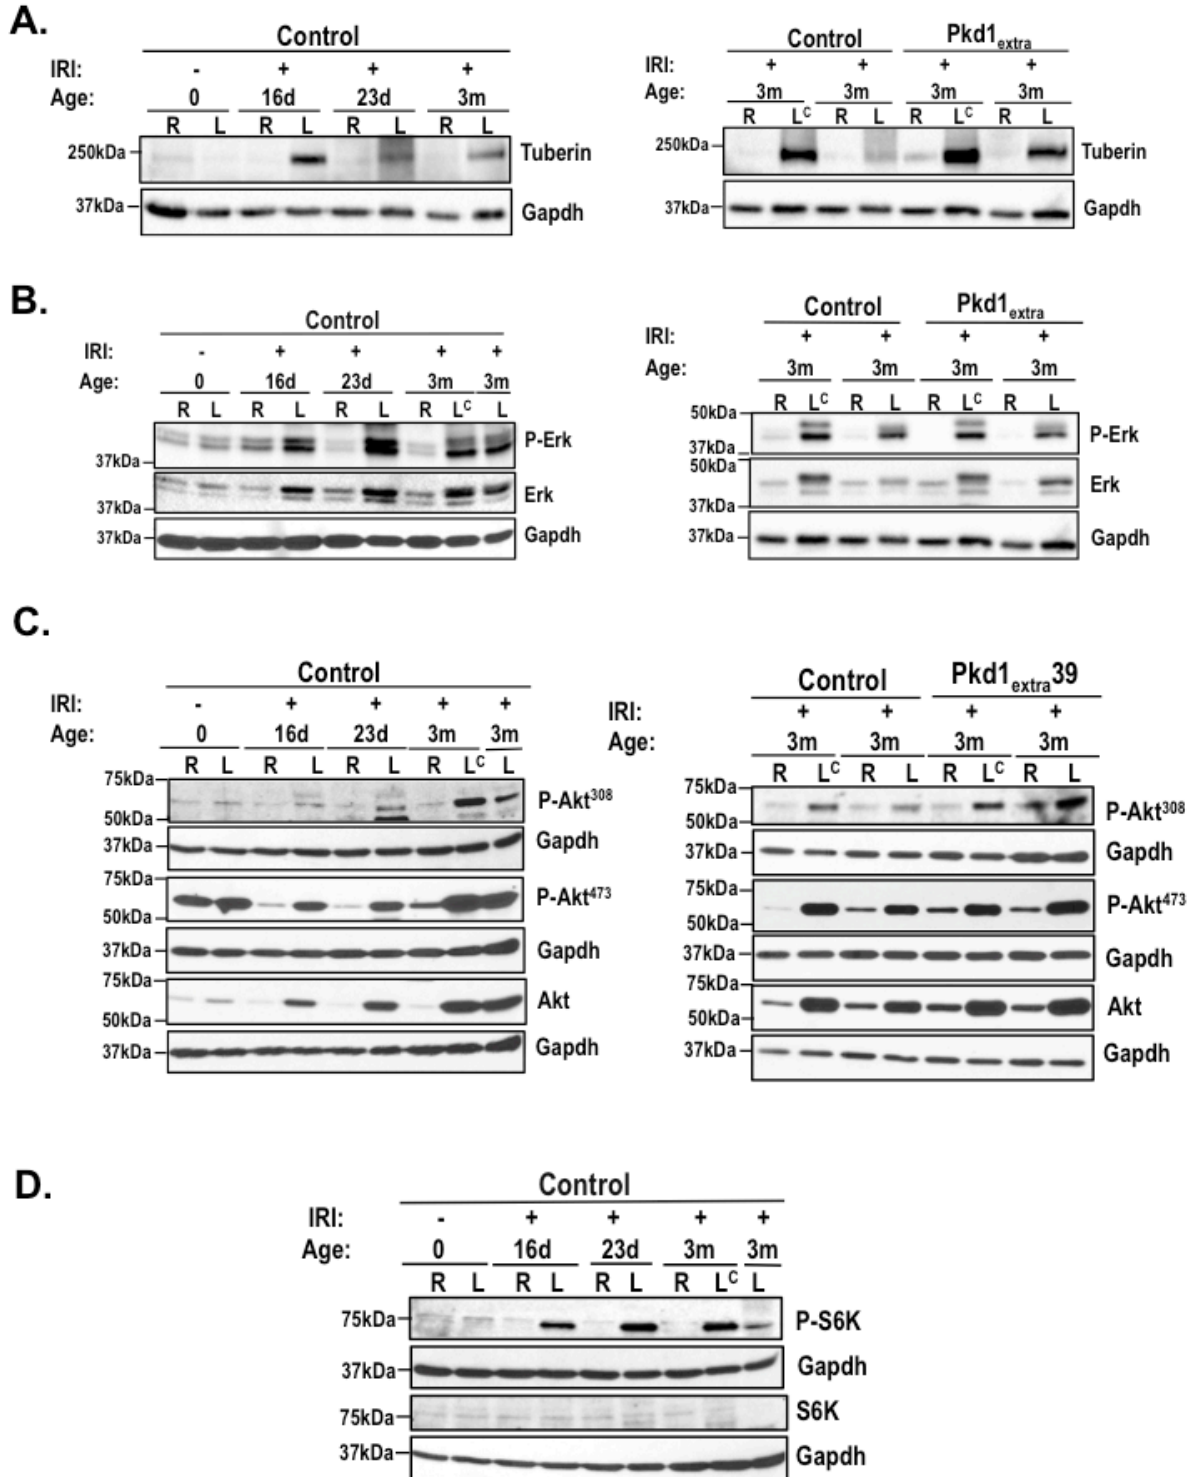 A.
Control
IRI: - + + +
Age: 0 16d 23d 3m
R L R L R L R L
250kDa Tuberin
37kDa Gapdh
Control Pkd1extra
IRI: + + + +
Age: 3m 3m 3m 3m
R Lᶜ R L R Lᶜ R L
250kDa Tuberin
37kDa Gapdh
B.
Control
IRI: - + + + +
Age: 0 16d 23d 3m 3m
R L R L R L R Lᶜ L
P-Erk
37kDa
Erk
37kDa
37kDa Gapdh
Control Pkd1extra
IRI: + + + +
Age: 3m 3m 3m 3m
R Lᶜ R L R Lᶜ R L
50kDa
P-Erk
37kDa
50kDa
Erk
37kDa
37kDa Gapdh
C.
Control
IRI: - + + + +
Age: 0 16d 23d 3m 3m
R L R L R L R Lᶜ L
75kDa
P-Akt³⁰⁸
50kDa
37kDa Gapdh
75kDa
P-Akt⁴⁷³
50kDa
37kDa Gapdh
75kDa
Akt
50kDa
37kDa Gapdh
Control Pkd1extra39
IRI: + + + +
Age: 3m 3m 3m 3m
R Lᶜ R L R Lᶜ R L
75kDa
P-Akt³⁰⁸
50kDa
37kDa Gapdh
75kDa
P-Akt⁴⁷³
50kDa
37kDa Gapdh
75kDa
Akt
50kDa
37kDa Gapdh
D.
Control
IRI: - + + + +
Age: 0 16d 23d 3m 3m
R L R L R L R Lᶜ L
75kDa P-S6K
37kDa Gapdh
75kDa S6K
37kDa Gapdh